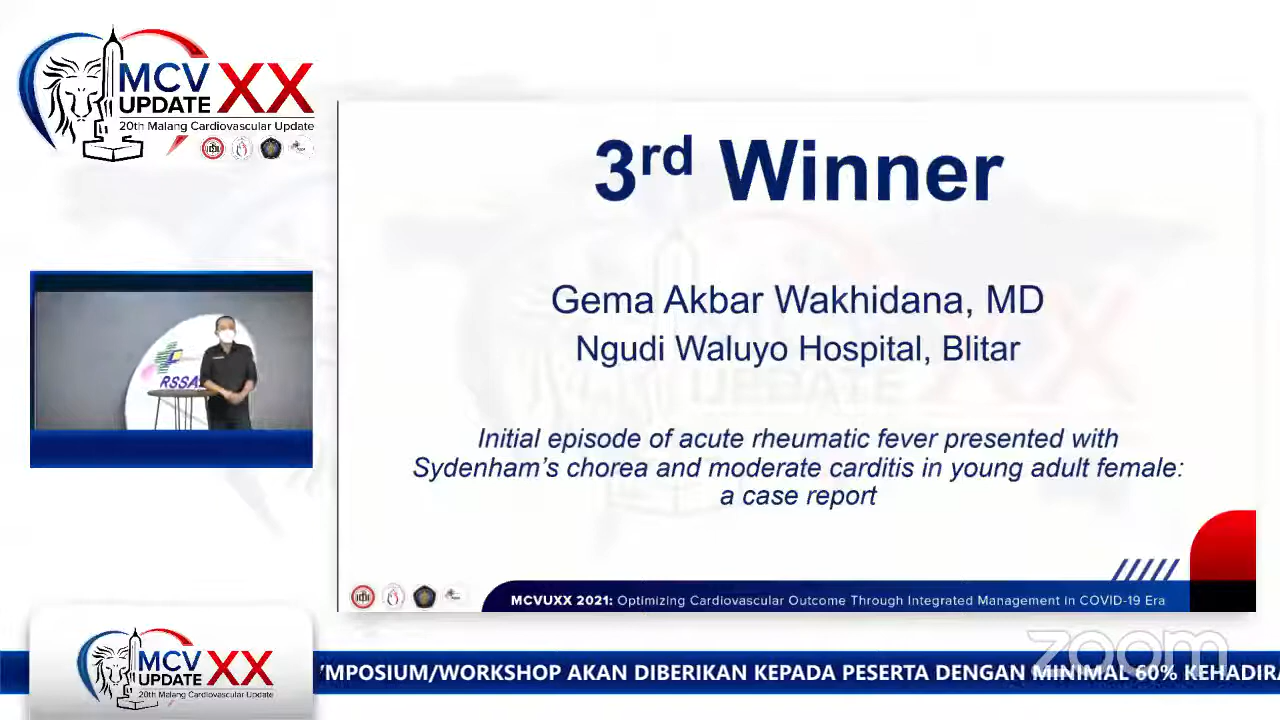 MCV XX
UPDATE
20th Malang Cardiovascular Update
3rd Winner
Gema Akbar Wakhidana, MD
Ngudi Waluyo Hospital, Blitar
Initial episode of acute rheumatic fever presented with
Sydenham's chorea and moderate carditis in young adult female:
a case report
MCVUXX 2021: Optimizing Cardiovascular Outcome Through Integrated Management in COVID-19 Era
zoom
MCV XX
UPDATE
20th Malang Cardiovascular Update
YMPOSIUM/WORKSHOP AKAN DIBERIKAN KEPADA PESERTA DENGAN MINIMAL 60% KEHADIRA